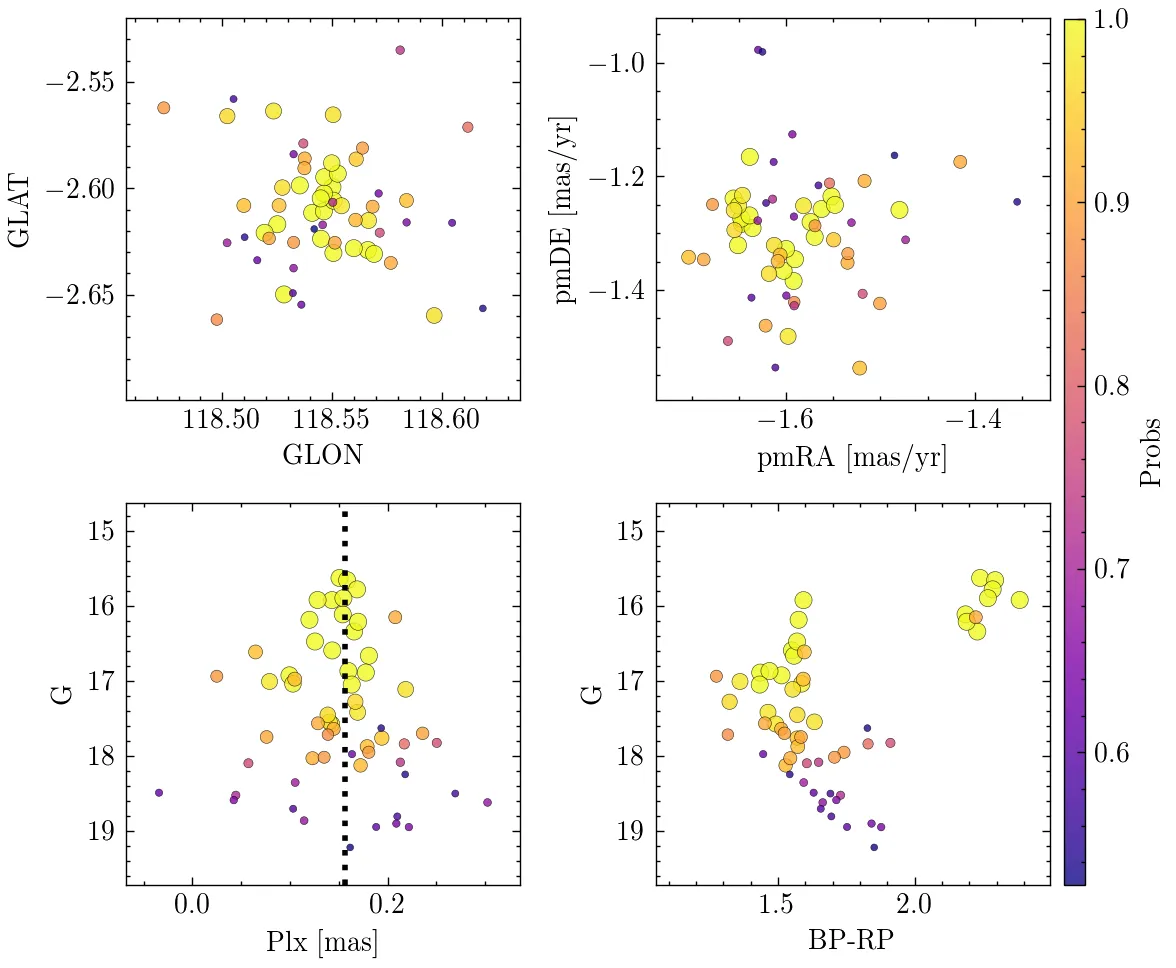 −2.55
−2.60
−2.65
GLAT
118.50 118.55 118.60
GLON
−1.0
−1.2
−1.4
pmDE [mas/yr]
−1.6 −1.4
pmRA [mas/yr]
1.0
0.9
0.8
0.7
0.6
Probs
15
16
17
18
19
G
0.0 0.2
Plx [mas]
15
16
17
18
19
G
1.5 2.0
BP-RP